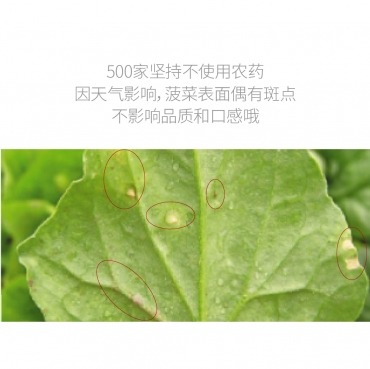 500家坚持不使用农药
因天气影响，菠菜表面偶有斑点
不影响品质和口感哦